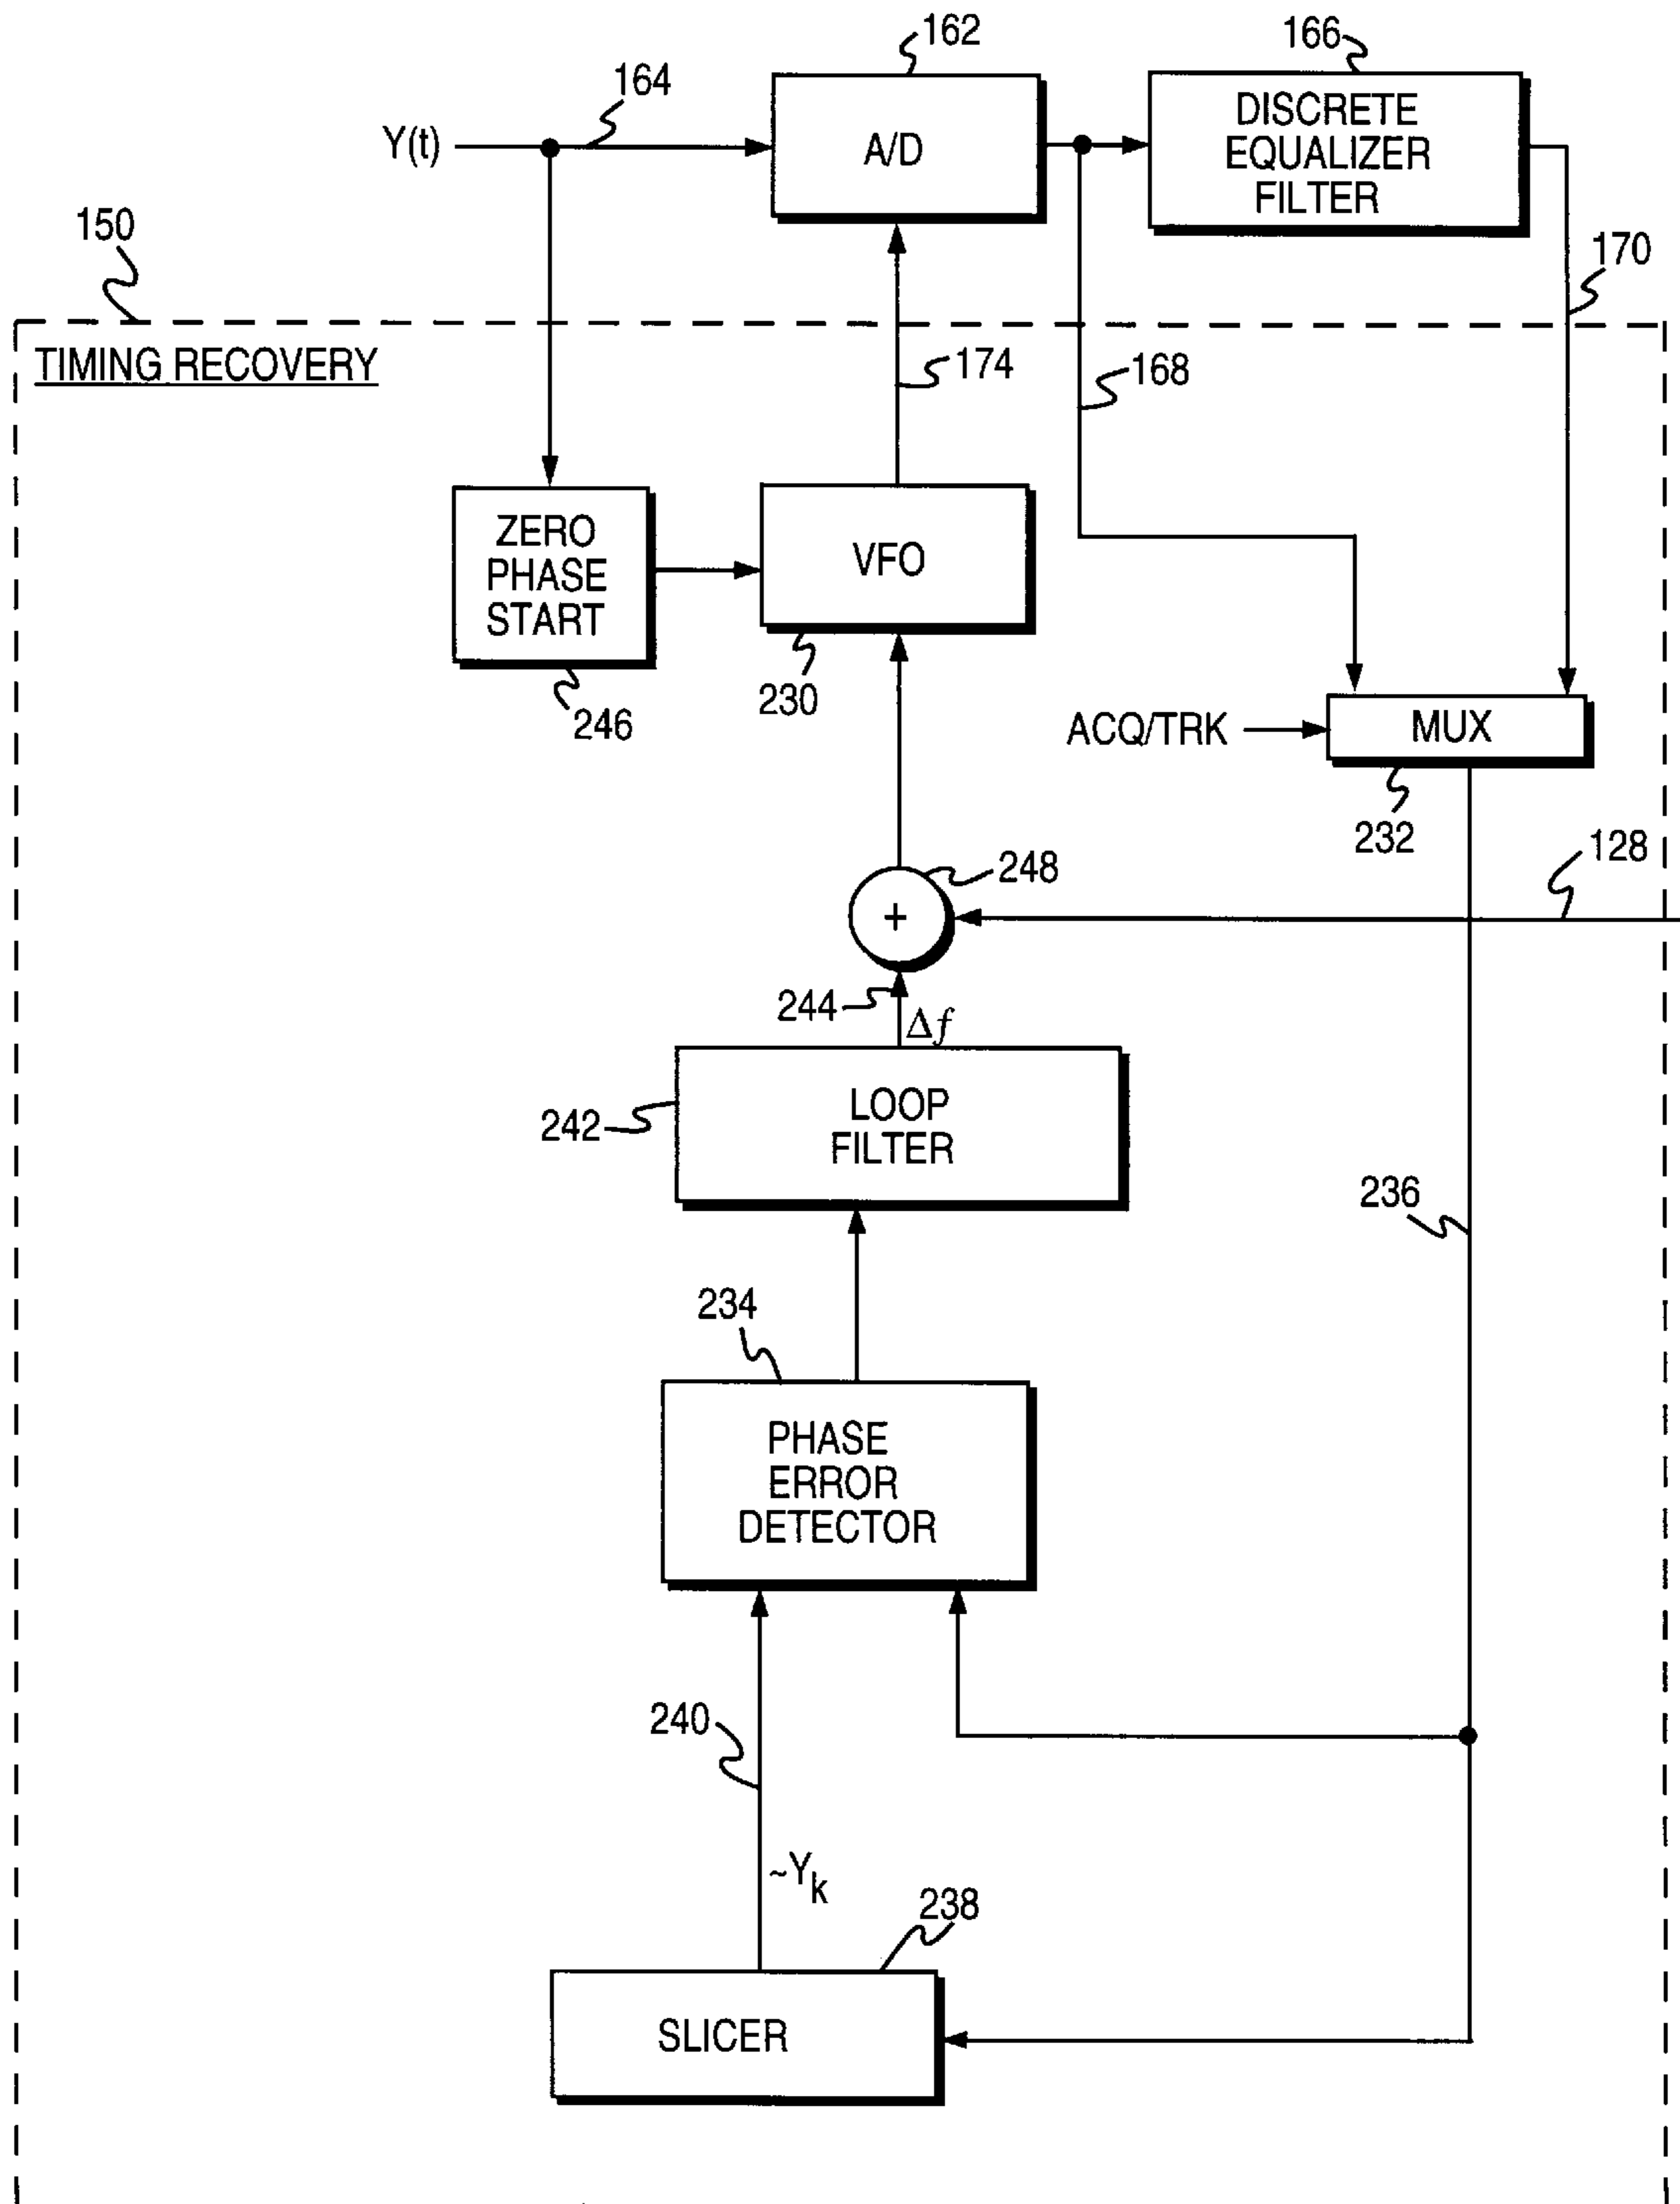 162
166
164
Y(t)
A/D
DISCRETE
EQUALIZER
FILTER
150
170
TIMING RECOVERY
174
168
ZERO
PHASE
START
VFO
230
246
ACQ/TRK
MUX
232
128
248
+
244
Δf
242
LOOP
FILTER
236
234
PHASE
ERROR
DETECTOR
240
~Yk
238
SLICER